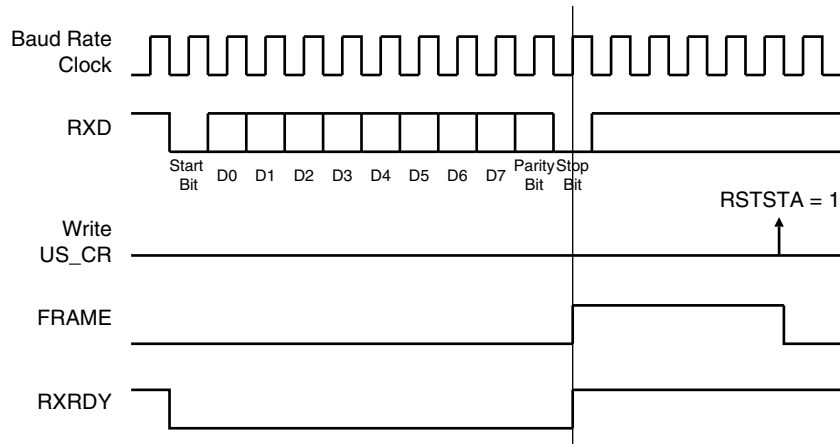 Baud Rate
Clock
RXD
Start
Bit
D0
D1
D2
D3
D4
D5
D6
D7
Parity
Bit
Stop
Bit
RSTSTA = 1
Write
US_CR
FRAME
RXRDY